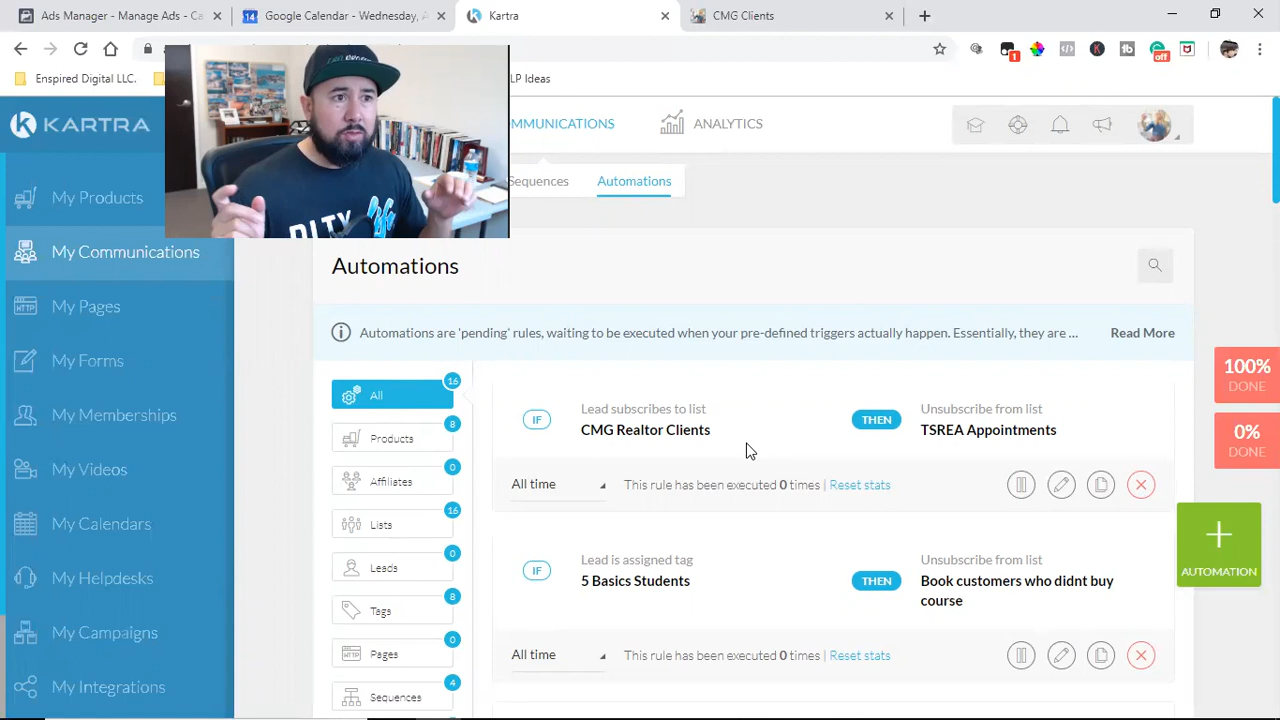 Ads Manager - Manage Ads - Ca
Google Calendar - Wednesday, A
Kartra
CMG Clients
Enspired Digital LLC.
LP Ideas
1
off
KARTRA
MMUNICATIONS
ANALYTICS
Sequences
Automations
My Products
My Communications
My Pages
My Forms
My Memberships
My Videos
My Calendars
My Helpdesks
My Campaigns
My Integrations
Automations
Automations are 'pending' rules, waiting to be executed when your pre-defined triggers actually happen. Essentially, they are ...
Read More
All
16
Products
8
Affiliates
0
Lists
16
Leads
0
Tags
8
Pages
0
Sequences
4
IF
Lead subscribes to list
CMG Realtor Clients
THEN
Unsubscribe from list
TSREA Appointments
All time
This rule has been executed 0 times | Reset stats
IF
Lead is assigned tag
5 Basics Students
THEN
Unsubscribe from list
Book customers who didnt buy
course
All time
This rule has been executed 0 times | Reset stats
100%
DONE
0%
DONE
AUTOMATION